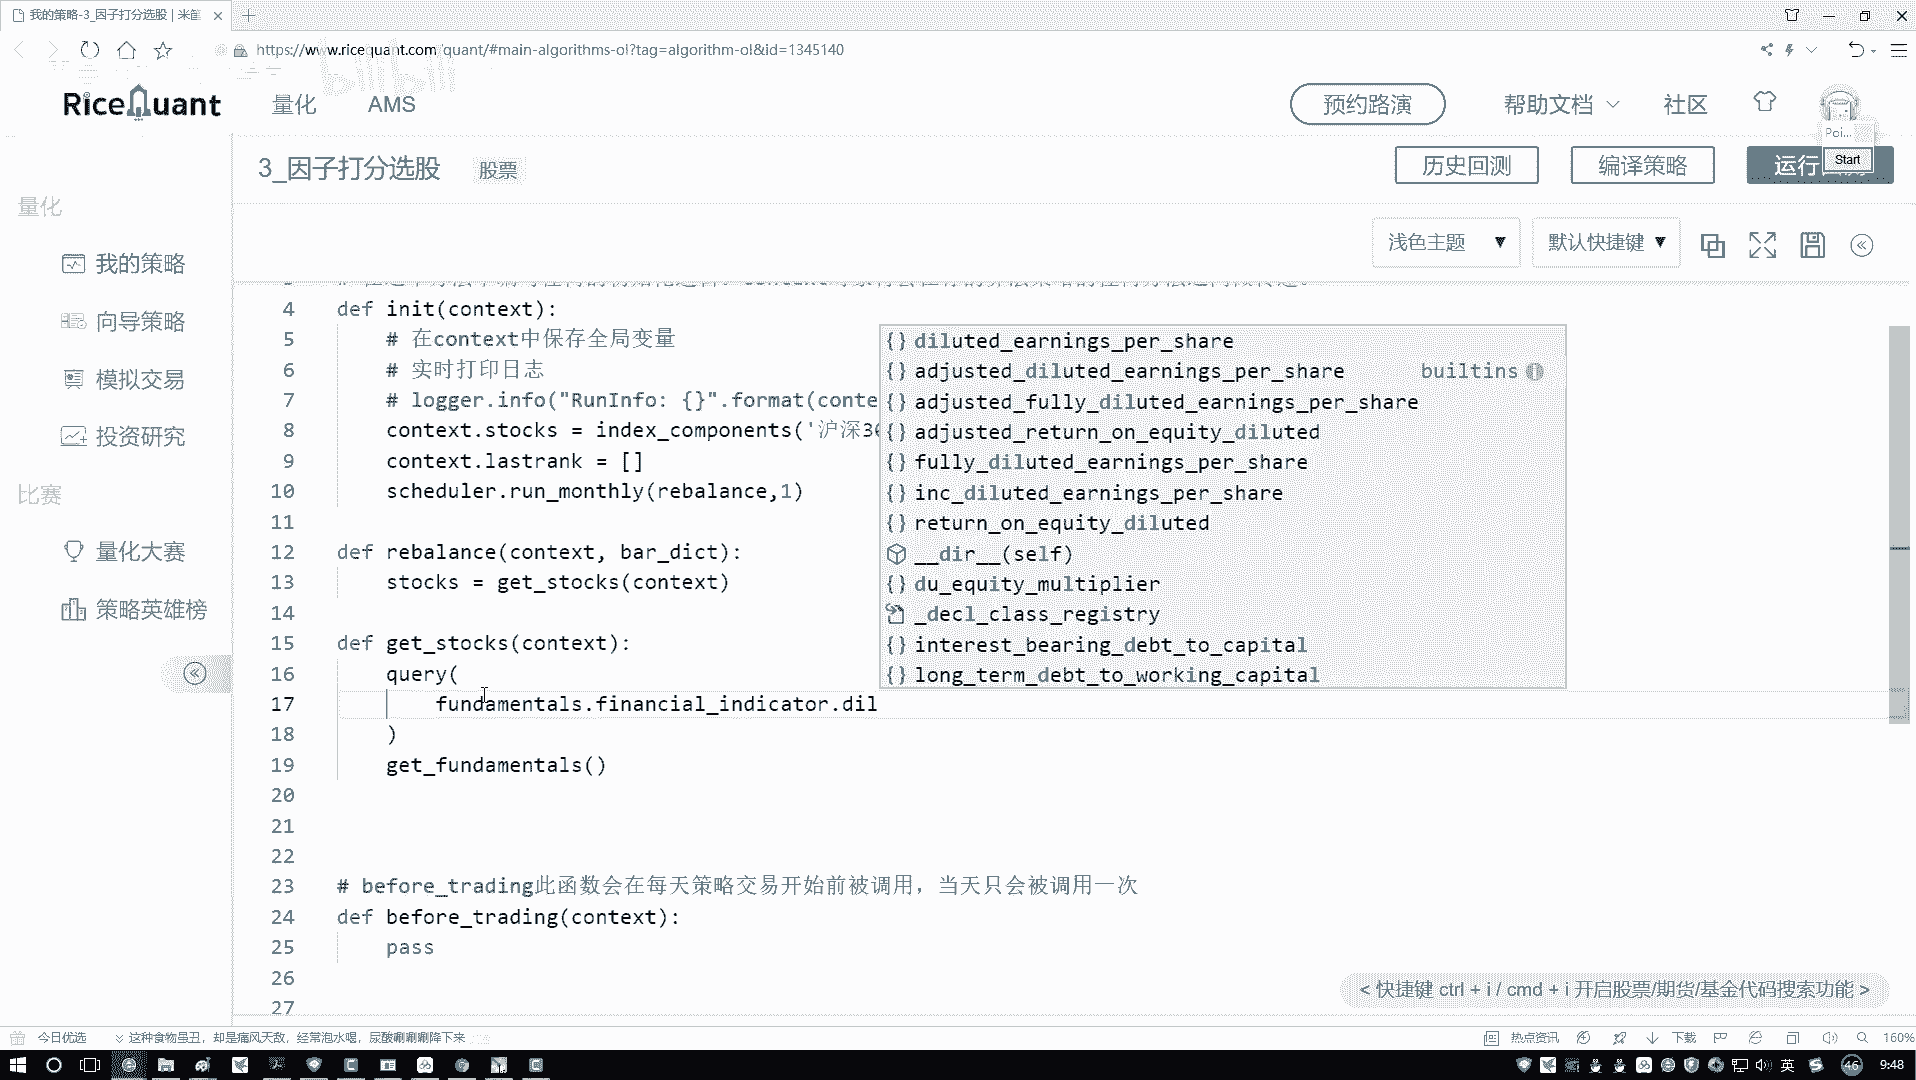 我的策略-3_因子打分选股 | 米筐
https://www.ricequant.com/quant/#main-algorithms-ol?tag=algorithm-ol&id=1345140
bilibili
RiceQuant
量化
AMS
预约路演
帮助文档
社区
Poi...
Start
3_因子打分选股
股票
历史回测
编译策略
运行
浅色主题
默认快捷键
量化
我的策略
向导策略
模拟交易
投资研究
比赛
量化大赛
策略英雄榜
4 def init(context):
5 # 在context中保存全局变量
6 # 实时打印日志
7 # logger.info("RunInfo: {}".format(conte
8 context.stocks = index_components('沪深3
9 context.lastrank = []
10 scheduler.run_monthly(rebalance,1)
11
12 def rebalance(context, bar_dict):
13 stocks = get_stocks(context)
14
15 def get_stocks(context):
16 query(
17 fundamentals.financial_indicator.dil
18 )
19 get_fundamentals()
20
21
22
23 # before_trading此函数会在每天策略交易开始前被调用，当天只会被调用一次
24 def before_trading(context):
25 pass
26
27
{} diluted_earnings_per_share
{} adjusted_diluted_earnings_per_share builtins
{} adjusted_fully_diluted_earnings_per_share
{} adjusted_return_on_equity_diluted
{} fully_diluted_earnings_per_share
{} inc_diluted_earnings_per_share
{} return_on_equity_diluted
__dir__(self)
{} du_equity_multiplier
_decl_class_registry
{} interest_bearing_debt_to_capital
{} long_term_debt_to_working_capital
< 快捷键 ctrl + i / cmd + i 开启股票/期货/基金代码搜索功能 >
今日优选
这种食物虽丑，却是痛风天敌，经常泡水喝，尿酸唰唰唰降下来
热点资讯
下载
160%
英
46
9:48